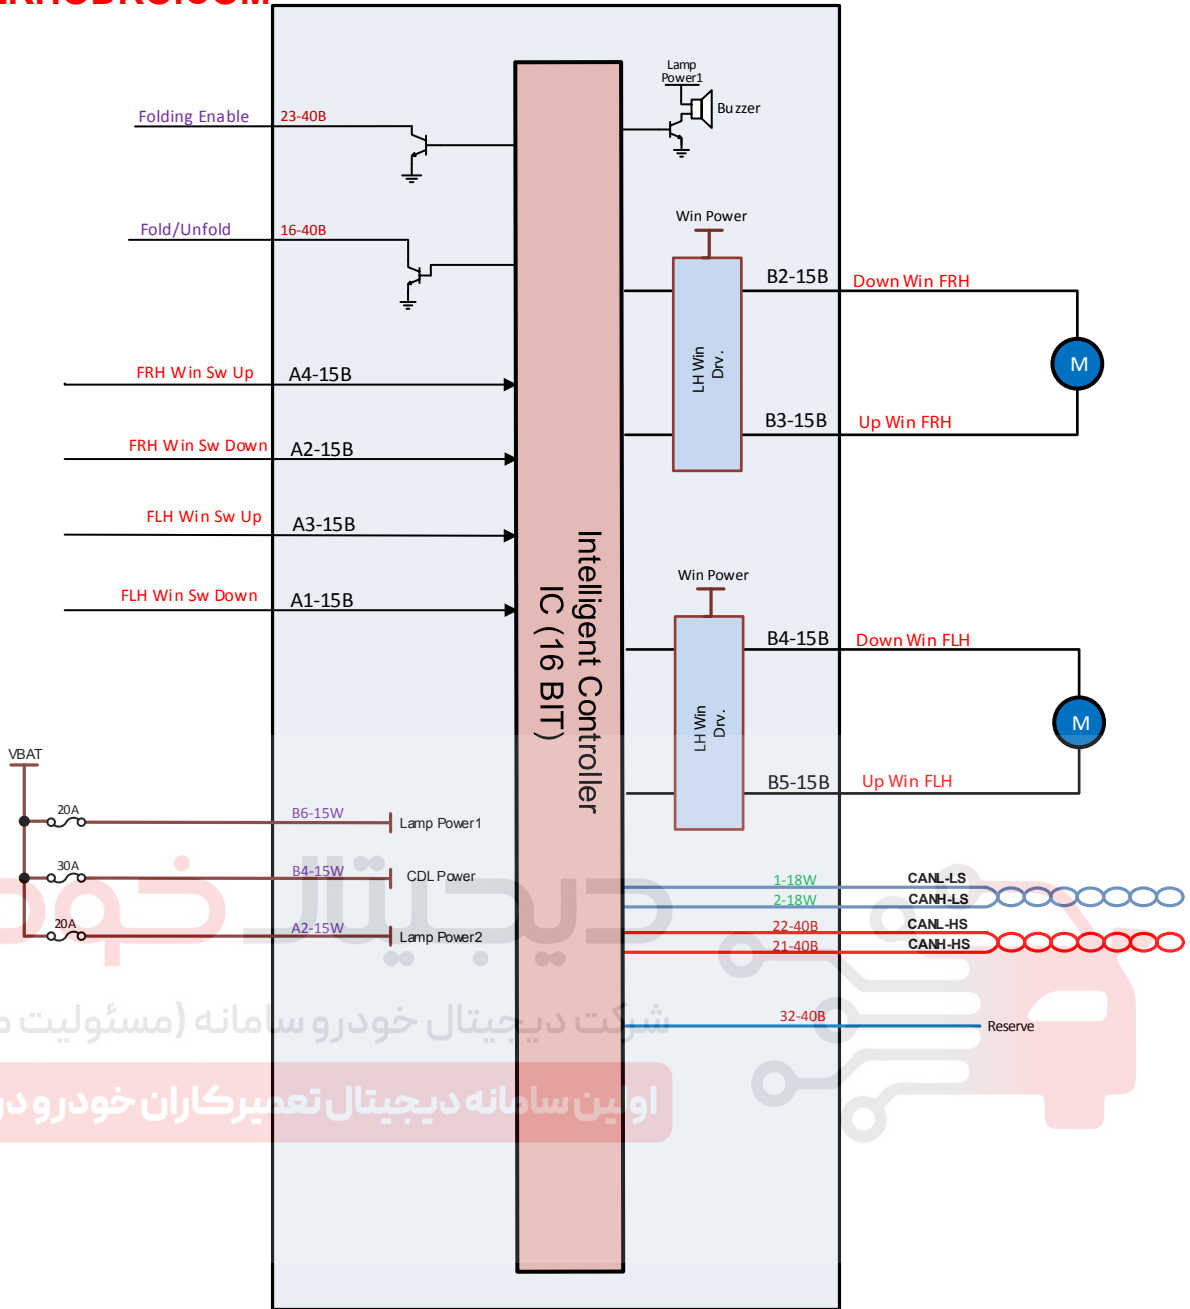 Lamp
Power1
Buzzer
Folding Enable
23-40B
Fold/Unfold
16-40B
Win Power
B2-15B
Down Win FRH
LH Win
Drv.
M
B3-15B
Up Win FRH
FRH Win Sw Up
A4-15B
FRH Win Sw Down
A2-15B
FLH Win Sw Up
A3-15B
FLH Win Sw Down
A1-15B
Intelligent Controller
IC (16 BIT)
Win Power
B4-15B
Down Win FLH
LH Win
Drv.
M
B5-15B
Up Win FLH
VBAT
20A
B6-15W
Lamp Power1
30A
B4-15W
CDL Power
20A
A2-15W
Lamp Power2
1-18W
CANL-LS
2-18W
CANH-LS
22-40B
CANL-HS
21-40B
CANH-HS
32-40B
Reserve
دیجیتال
شرکت دیجیتال خودرو سامانه (مسئولیت
اولین سامانه دیجیتال تعمیرکاران خودرو در